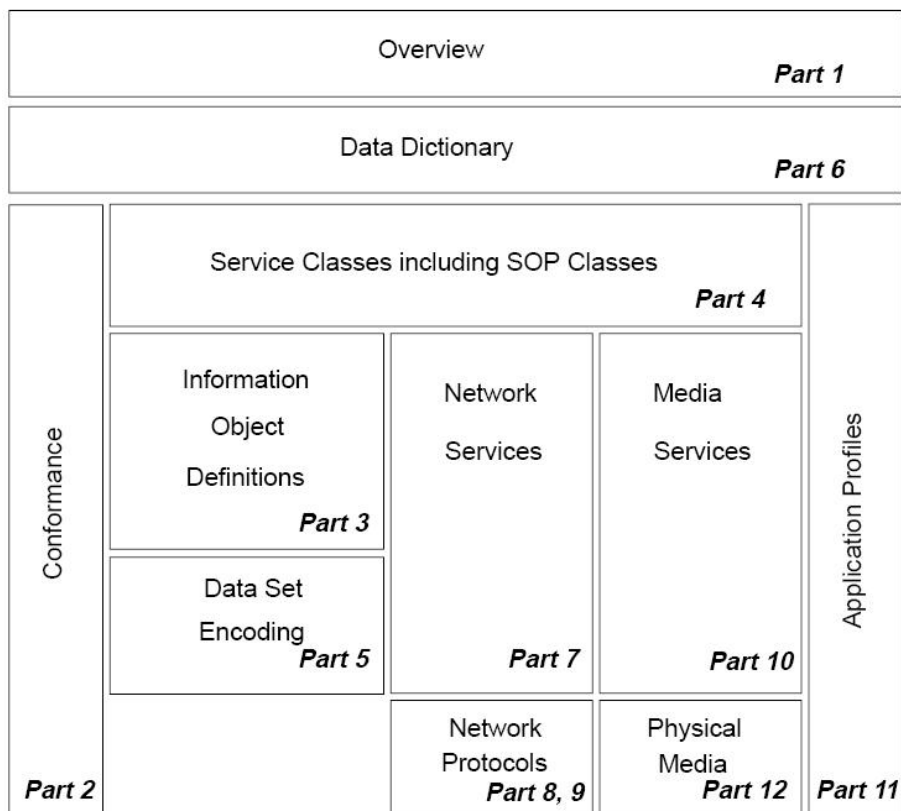 Overview
Part 1
Data Dictionary
Part 6
Service Classes including SOP Classes
Part 4
Conformance
Part 2
Information
Object
Definitions
Part 3
Data Set
Encoding
Part 5
Network
Services
Part 7
Network
Protocols
Part 8, 9
Media
Services
Part 10
Physical
Media
Part 12
Application Profiles
Part 11